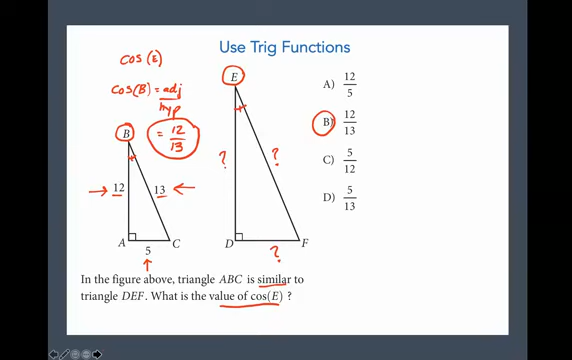 Use Trig Functions
cos (E)
cos(B) = adj
hyp
= 12
13
B
12
13
A
5
C
E
?
?
D
?
F
A) 12/5
B) 12/13
C) 5/12
D) 5/13
In the figure above, triangle ABC is similar to
triangle DEF. What is the value of cos(E) ?